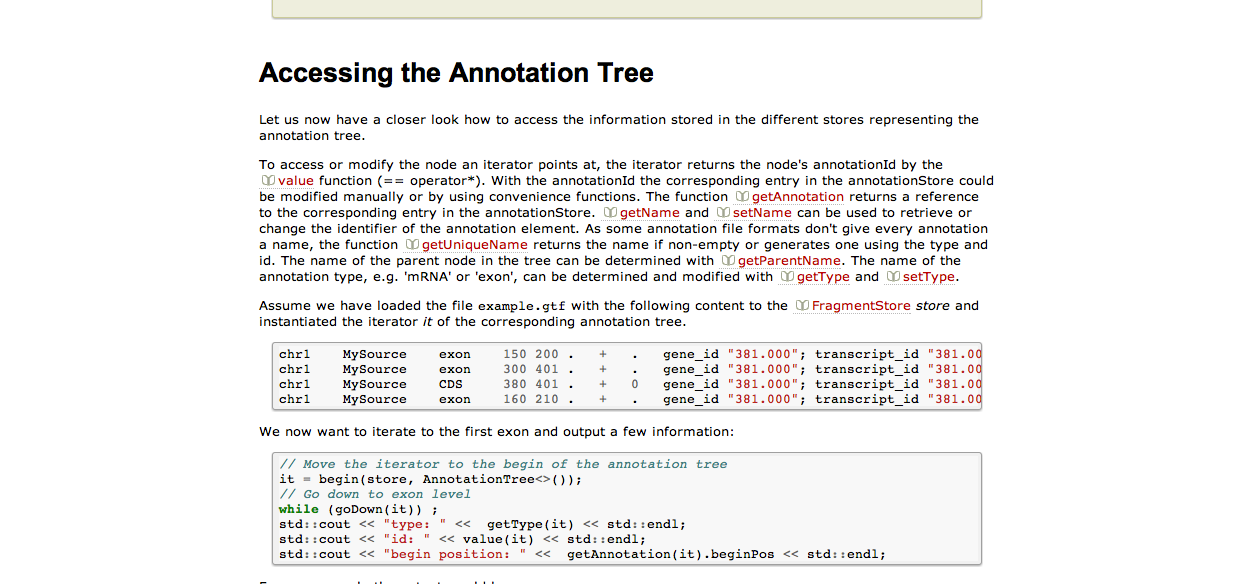 Accessing the Annotation Tree
Let us now have a closer look how to access the information stored in the different stores representing the
annotation tree.
To access or modify the node an iterator points at, the iterator returns the node's annotationId by the
value function (== operator*). With the annotationId the corresponding entry in the annotationStore could
be modified manually or by using convenience functions. The function getAnnotation returns a reference
to the corresponding entry in the annotationStore. getName and setName can be used to retrieve or
change the identifier of the annotation element. As some annotation file formats don't give every annotation
a name, the function getUniqueName returns the name if non-empty or generates one using the type and
id. The name of the parent node in the tree can be determined with getParentName. The name of the
annotation type, e.g. 'mRNA' or 'exon', can be determined and modified with getType and setType.
Assume we have loaded the file example.gtf with the following content to the FragmentStore store and
instantiated the iterator it of the corresponding annotation tree.
chr1 MySource exon 150 200 . + . gene_id "381.000"; transcript_id "381.00
chr1 MySource exon 300 401 . + . gene_id "381.000"; transcript_id "381.00
chr1 MySource CDS 380 401 . + 0 gene_id "381.000"; transcript_id "381.00
chr1 MySource exon 160 210 . + . gene_id "381.000"; transcript_id "381.00
We now want to iterate to the first exon and output a few information:
// Move the iterator to the begin of the annotation tree
it = begin(store, AnnotationTree<>());
// Go down to exon level
while (goDown(it)) ;
std::cout << "type: " << getType(it) << std::endl;
std::cout << "id: " << value(it) << std::endl;
std::cout << "begin position: " << getAnnotation(it).beginPos << std::endl;